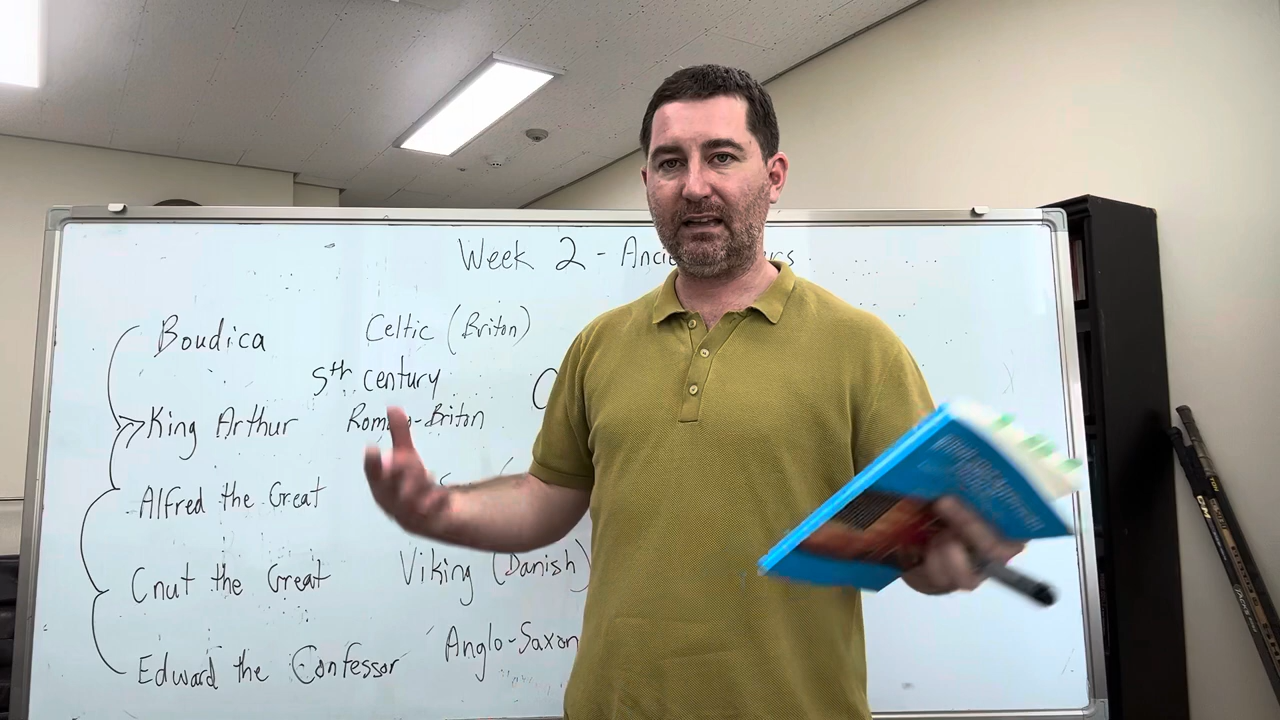 Week 2 - Ancie
Boudica Celtic (Briton)
5th century
King Arthur Romano-Briton
Alfred the Great
Cnut the Great Viking (Danish)
Edward the Confessor Anglo-Saxon